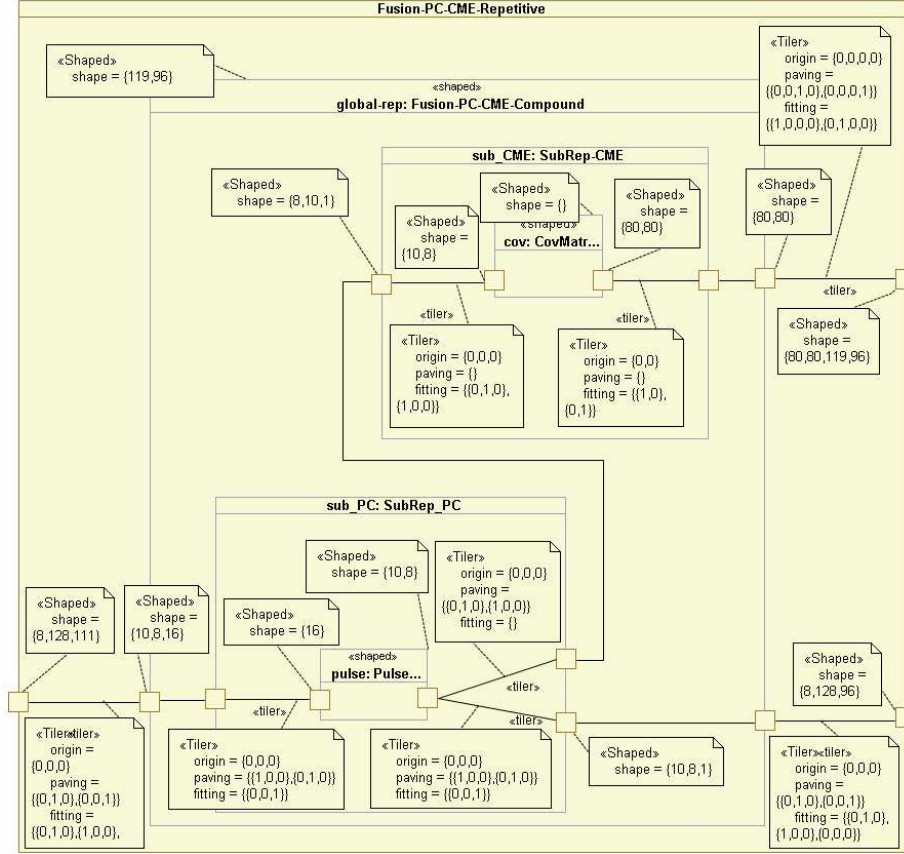 Fusion-PC-CME-Repetitive
«Shaped»
shape = {119,96}
«shaped»
global-rep: Fusion-PC-CME-Compound
«Tiler»
origin = {0,0,0,0}
paving =
{{0,0,1,0},{0,0,0,1}}
fitting =
{{1,0,0,0},{0,1,0,0}}
sub_CME: SubRep-CME
«Shaped»
shape = {8,10,1}
«Shaped»
shape =
{10,8}
«Shaped»
shape = {}
«shaped»
cov: CovMatr...
«Shaped»
shape =
{80,80}
«Shaped»
shape =
{80,80}
«tiler»
«tiler»
«tiler»
«Tiler»
origin = {0,0,0}
paving = {}
fitting = {{0,1,0},
{1,0,0}}
«Tiler»
origin = {0,0}
paving = {}
fitting = {{1,0},
{0,1}}
«Shaped»
shape =
{80,80,119,96}
sub_PC: SubRep_PC
«Shaped»
shape = {10,8}
«Tiler»
origin = {0,0,0}
paving =
{{0,1,0},{1,0,0}}
fitting = {}
«Shaped»
shape =
{8,128,111}
«Shaped»
shape =
{10,8,16}
«Shaped»
shape = {16}
«shaped»
pulse: Pulse...
«Shaped»
shape =
{8,128,96}
«tiler»
«tiler»
«tiler»
«Tiler»
«tiler»
origin =
{0,0,0}
paving =
{{0,1,0},{0,0,1}}
fitting =
{{0,1,0},{1,0,0},
«Tiler»
origin = {0,0,0}
paving = {{1,0,0},{0,1,0}}
fitting = {{0,0,1}}
«Tiler»
origin = {0,0,0}
paving = {{1,0,0},{0,1,0}}
fitting = {{0,0,1}}
«Shaped»
shape = {10,8,1}
«Tiler»
«tiler»
origin = {0,0,0}
paving =
{{0,1,0},{0,0,1}}
fitting = {{0,1,0},
{1,0,0},{0,0,0}}